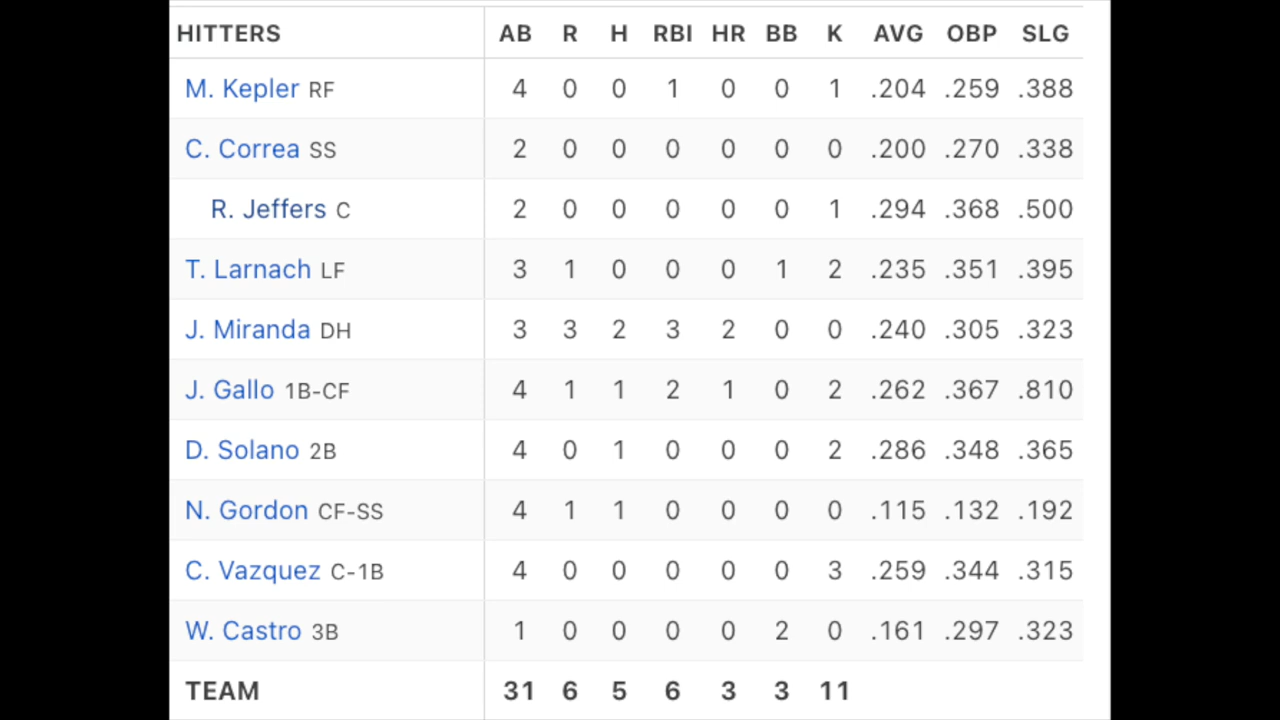 HITTERS AB R H RBI HR BB K AVG OBP SLG
M. Kepler RF 4 0 0 1 0 0 1 .204 .259 .388
C. Correa SS 2 0 0 0 0 0 0 .200 .270 .338
R. Jeffers C 2 0 0 0 0 0 1 .294 .368 .500
T. Larnach LF 3 1 0 0 0 1 2 .235 .351 .395
J. Miranda DH 3 3 2 3 2 0 0 .240 .305 .323
J. Gallo 1B-CF 4 1 1 2 1 0 2 .262 .367 .810
D. Solano 2B 4 0 1 0 0 0 2 .286 .348 .365
N. Gordon CF-SS 4 1 1 0 0 0 0 .115 .132 .192
C. Vazquez C-1B 4 0 0 0 0 0 3 .259 .344 .315
W. Castro 3B 1 0 0 0 0 2 0 .161 .297 .323
TEAM 31 6 5 6 3 3 11